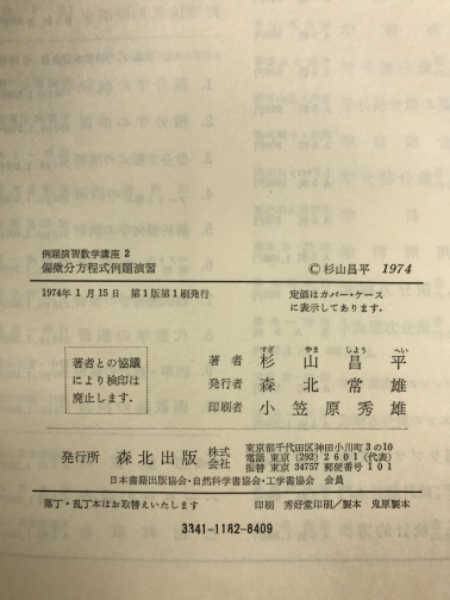 例題演習数学講座 2
偏微分方程式例題演習
©杉山昌平 1974
1974年 1月15日 第1版第1刷発行
定価はカバー・ケース
に表示してあります.
著者との協議
により検印は
廃止します.
すぎ やま しよう へい
著者 杉山昌平
発行者 森北常雄
印刷者 小笠原秀雄
発行所 森北出版 株式会社
東京都千代田区神田小川町3の10
電話 東京 (292) 2601 (代表)
振替 東京 34757 郵便番号 101
日本書籍出版協会・自然科学書協会・工学書協会 会員
落丁・乱丁本はお取替えいたします
印刷 秀好堂印刷/製本 鬼原製本
3341-1182-8409